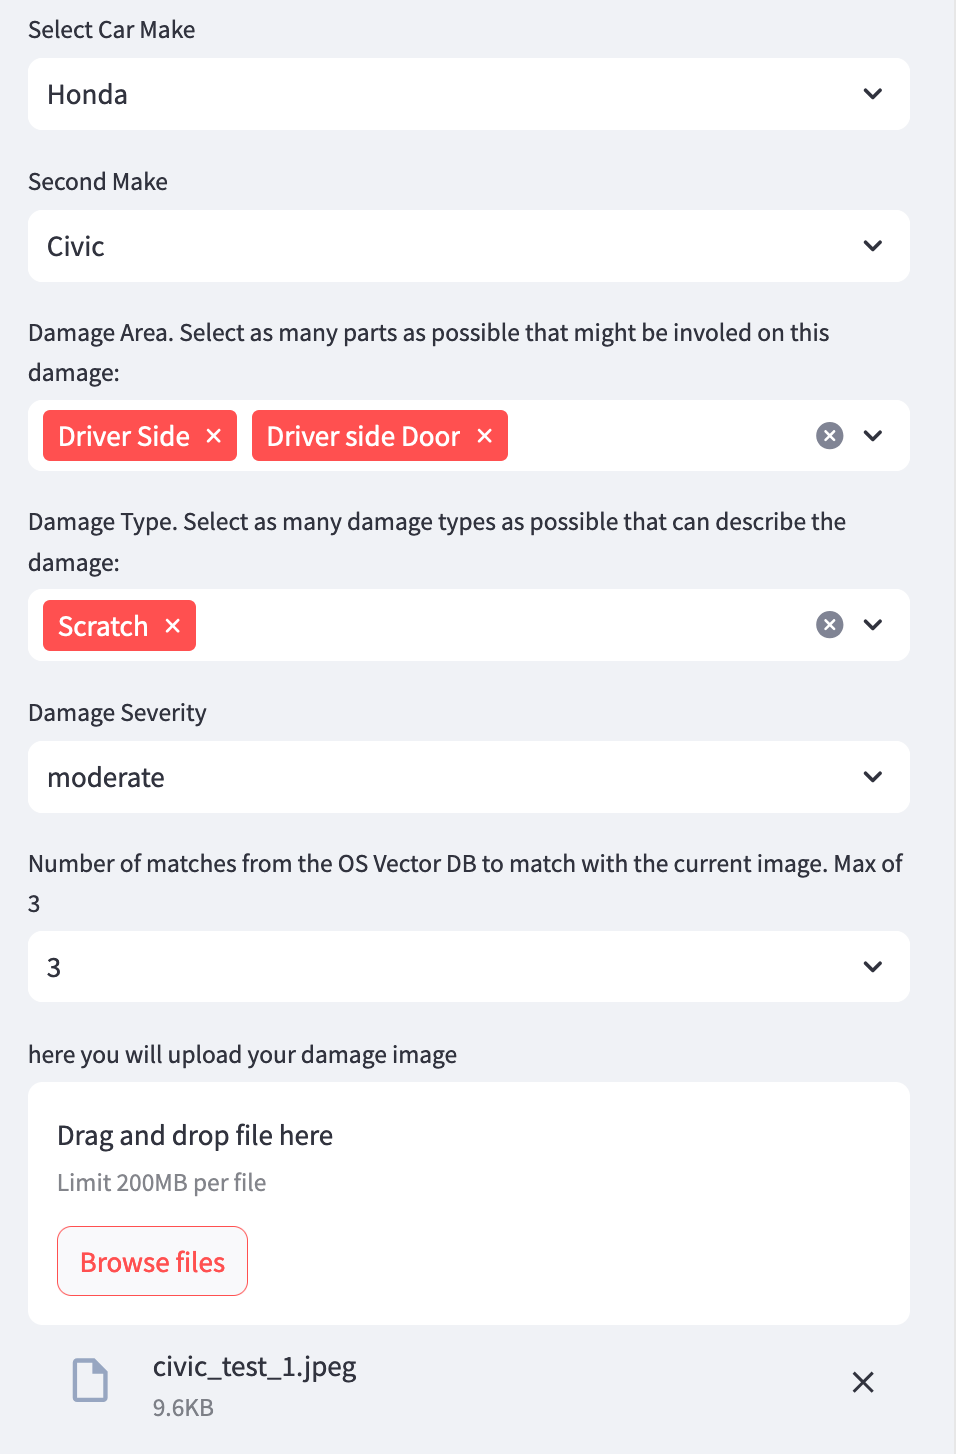 Select Car Make
Honda
Second Make
Civic
Damage Area. Select as many parts as possible that might be involed on this
damage:
Driver Side × Driver side Door ×
Damage Type. Select as many damage types as possible that can describe the
damage:
Scratch ×
Damage Severity
moderate
Number of matches from the OS Vector DB to match with the current image. Max of
3
3
here you will upload your damage image
Drag and drop file here
Limit 200MB per file
Browse files
civic_test_1.jpeg
9.6KB